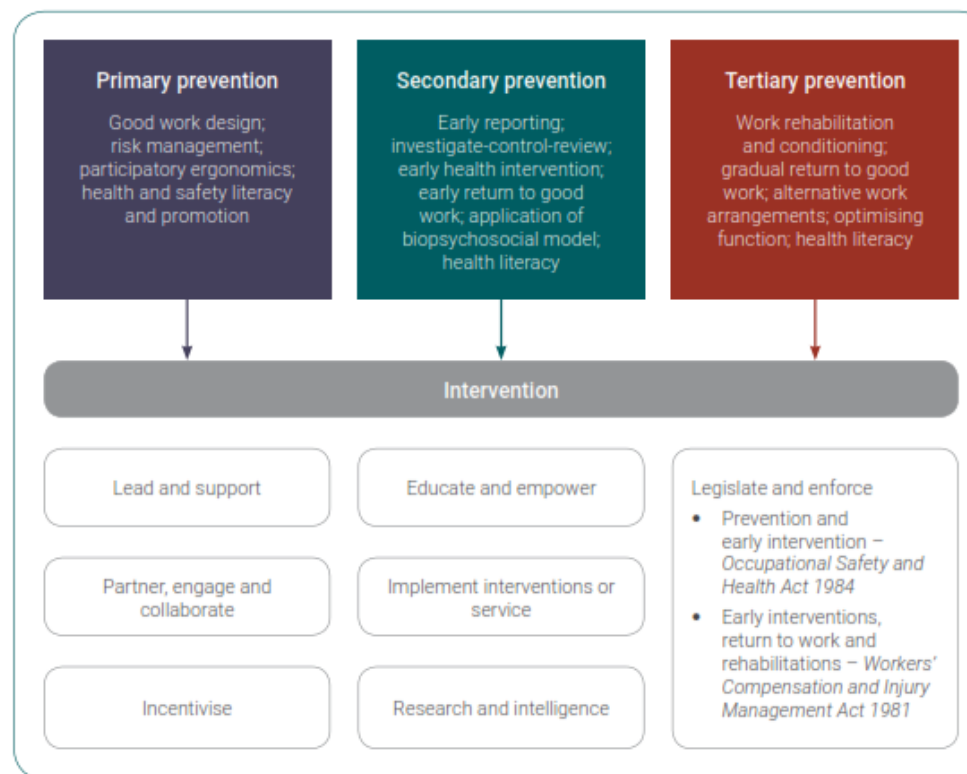 Primary prevention
Good work design;
risk management;
participatory ergonomics;
health and safety literacy
and promotion
Secondary prevention
Early reporting;
investigate-control-review;
early health intervention;
early return to good
work; application of
biopsychosocial model;
health literacy
Tertiary prevention
Work rehabilitation
and conditioning;
gradual return to good
work; alternative work
arrangements; optimising
function; health literacy
Intervention
Lead and support
Partner, engage and
collaborate
Incentivise
Educate and empower
Implement interventions or
service
Research and intelligence
Legislate and enforce
• Prevention and
early intervention –
Occupational Safety and
Health Act 1984
• Early interventions,
return to work and
rehabilitations – Workers'
Compensation and Injury
Management Act 1981